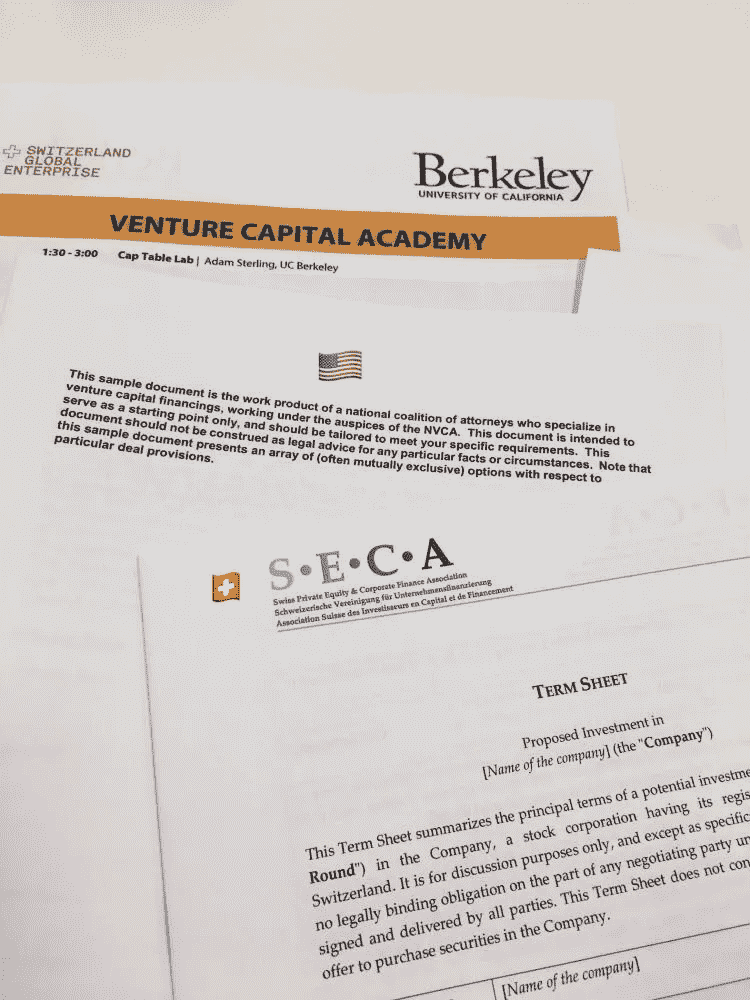 SWITZERLAND
GLOBAL
ENTERPRISE
Berkeley
UNIVERSITY OF CALIFORNIA
VENTURE CAPITAL ACADEMY
1:30 - 3:00 Cap Table Lab | Adam Sterling, UC Berkeley
This sample document is the work product of a national coalition of attorneys who specialize in
venture capital financings, working under the auspices of the NVCA. This document is intended to
serve as a starting point only, and should be tailored to meet your specific requirements. This
document should not be construed as legal advice for any particular facts or circumstances. Note that
this sample document presents an array of (often mutually exclusive) options with respect to
particular deal provisions.
S•E•C•A
Swiss Private Equity & Corporate Finance Association
Schweizerische Vereinigung für Unternehmensfinanzierung
Association Suisse des Investisseurs en Capital et de Financement
TERM SHEET
Proposed Investment in
[Name of the company] (the "Company")
This Term Sheet summarizes the principal terms of a potential investme
Round") in the Company, a stock corporation having its regis
Switzerland. It is for discussion purposes only, and except as specific
no legally binding obligation on the part of any negotiating party un
signed and delivered by all parties. This Term Sheet does not con
offer to purchase securities in the Company.
[Name of the company]